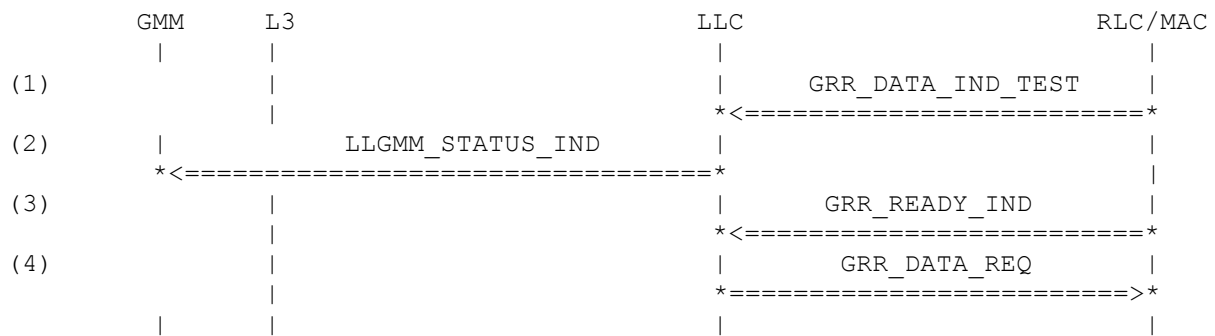 GMM L3 LLC RLC/MAC
| | | |
(1) | | GRR_DATA_IND_TEST |
| *<=========================*
(2) | LLGMM_STATUS_IND | |
*<=================================* |
(3) | | GRR_READY_IND |
| *<=========================*
(4) | | GRR_DATA_REQ |
| *=========================>*
| | | |